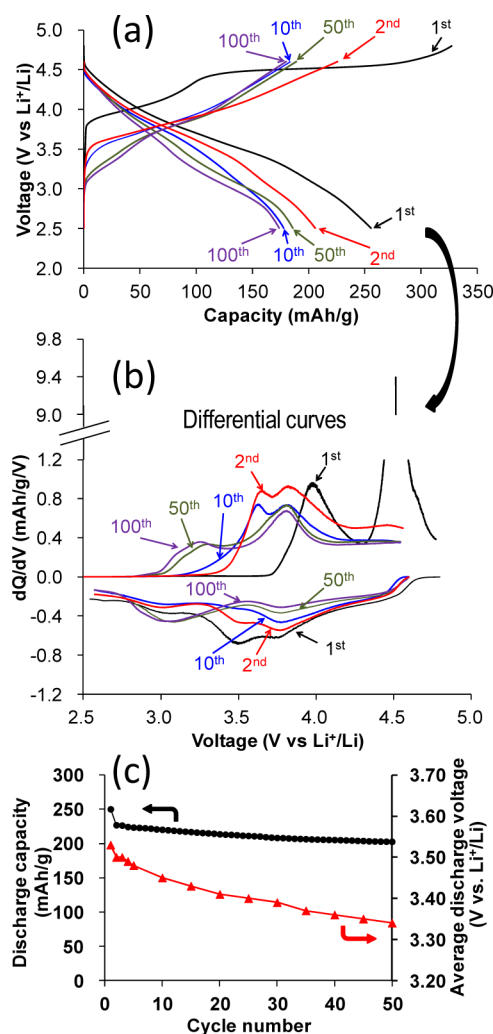 (a)
Voltage (V vs Li⁺/Li)
5.0
4.5
4.0
3.5
3.0
2.5
2.0
100th
10th
50th
2nd
1st
100th
10th
50th
2nd
1st
0 50 100 150 200 250 300 350
Capacity (mAh/g)
(b)
Differential curves
dQ/dV (mAh/g/V)
9.8
9.4
9.0
1.2
0.8
0.4
0.0
-0.4
-0.8
-1.2
100th
50th
10th
2nd
1st
100th
50th
10th
2nd
1st
2.5 3.0 3.5 4.0 4.5 5.0
Voltage (V vs Li⁺/Li)
(c)
Discharge capacity
(mAh/g)
300
250
200
150
100
50
0
3.70
3.60
3.50
3.40
3.30
3.20
Average discharge voltage
(V vs. Li⁺/Li)
0 10 20 30 40 50
Cycle number